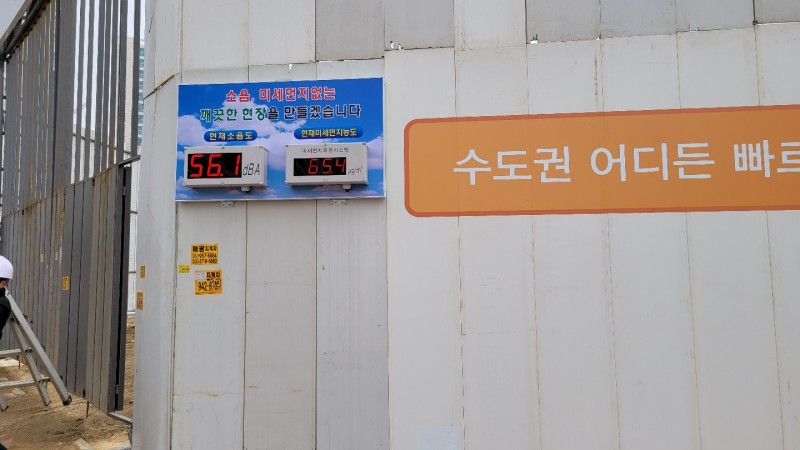 소음, 미세먼지없는
깨끗한 현장을 만들겠습니다
현재소음도
현재미세먼지농도
56.1 dBA
65.4 μg/m³
수도권 어디든 빠르